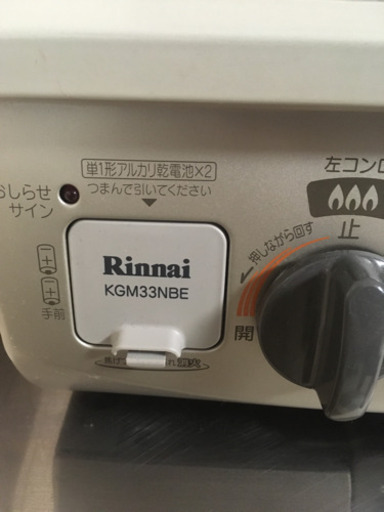 単1形アルカリ乾電池×2
つまんで引いてください
おしらせ
サイン
左コンロ
止
押しながら回す
開
Rinnai
KGM33NBE
手前
消火